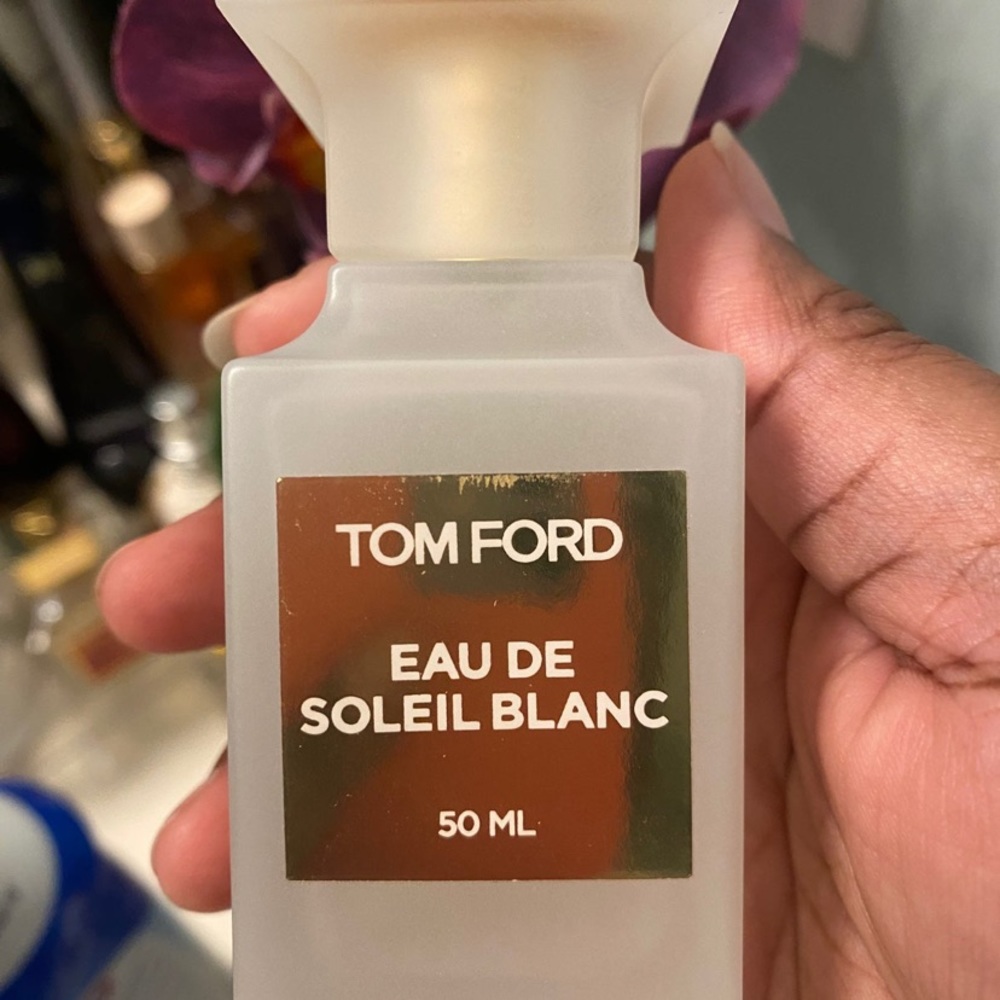 TOM FORD
EAU DE
SOLEIL BLANC
50 ML